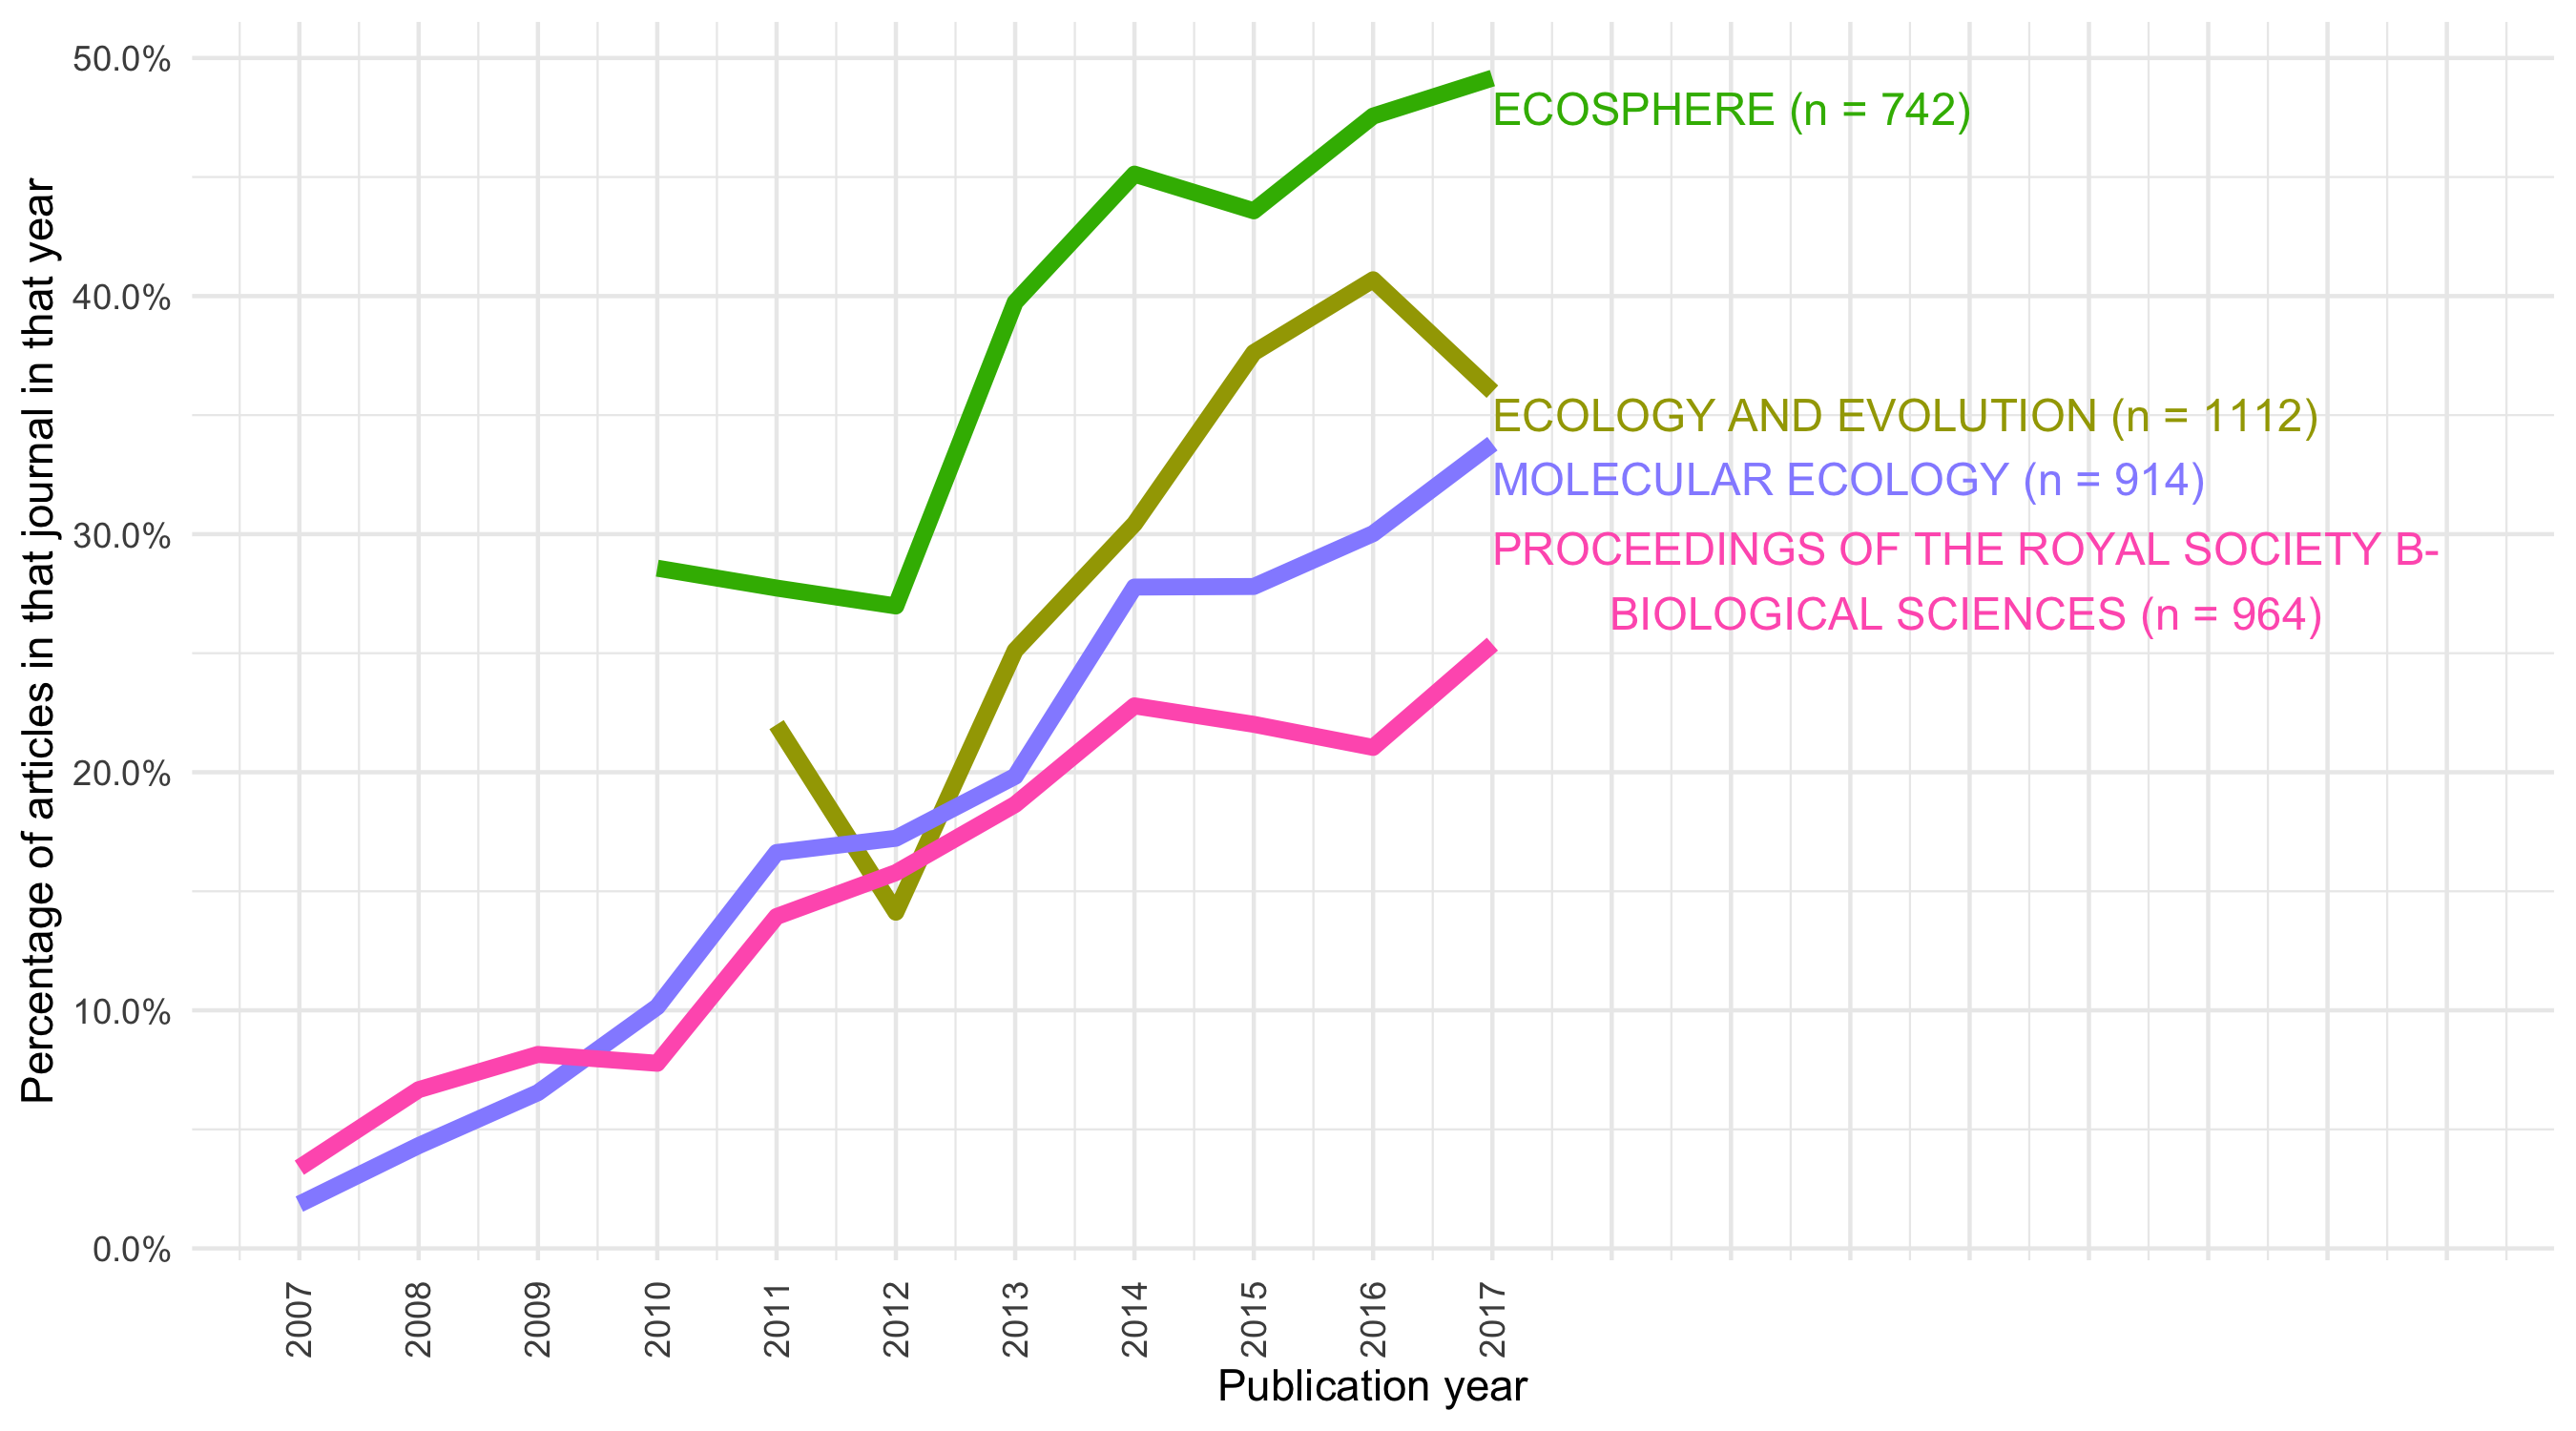 Percentage of articles in that journal in that year
50.0%
40.0%
30.0%
20.0%
10.0%
0.0%
ECOSPHERE (n = 742)
ECOLOGY AND EVOLUTION (n = 1112)
MOLECULAR ECOLOGY (n = 914)
PROCEEDINGS OF THE ROYAL SOCIETY B-
BIOLOGICAL SCIENCES (n = 964)
2007
2008
2009
2010
2011
2012
2013
2014
2015
2016
2017
Publication year